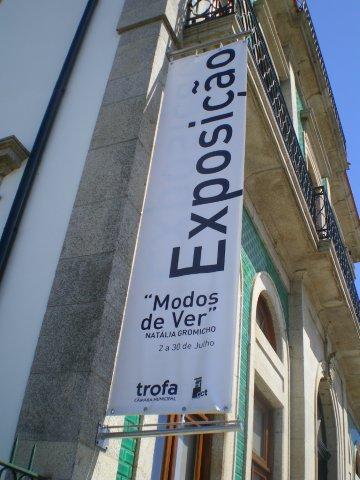 Exposição
"Modos
de Ver"
NATÁLIA GROMICHO
2 a 30 de Julho
trofa
CÂMARA MUNICIPAL